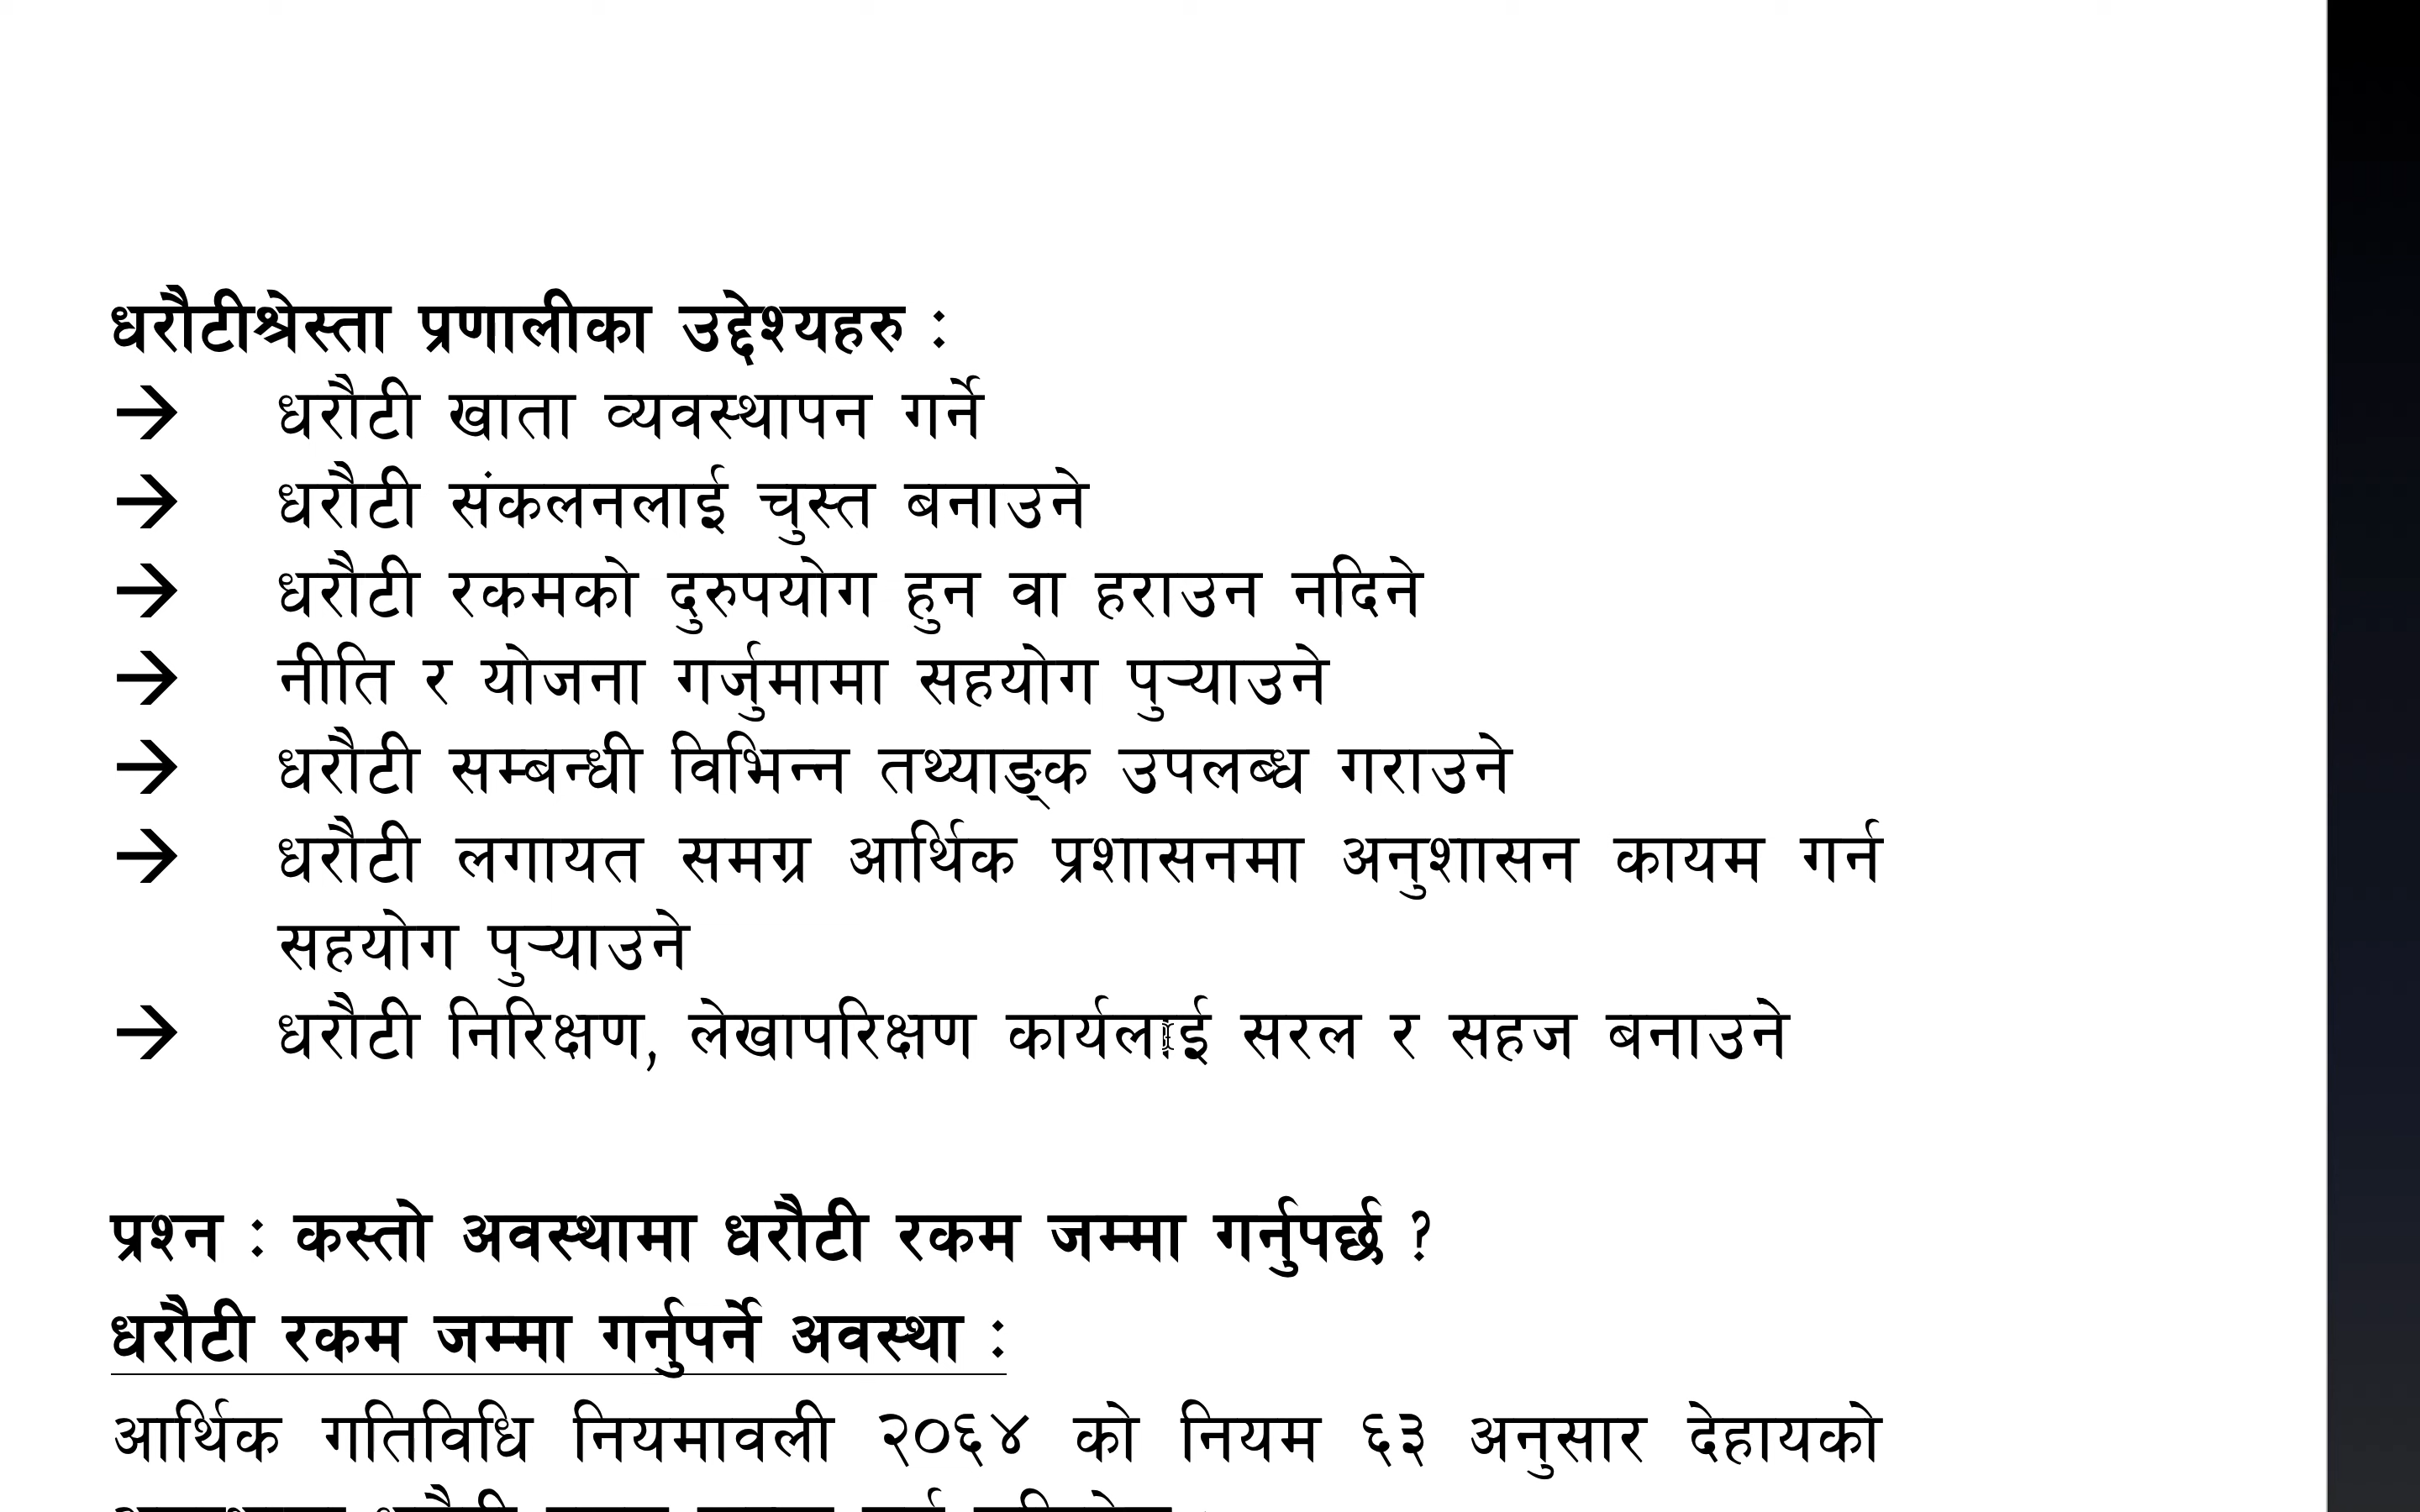 धरौटीश्रेस्ता प्रणालीका उद्देश्यहरु :
→ धरौटी खाता व्यवस्थापन गर्ने
→ धरौटी संकलनलाई चुस्त बनाउने
→ धरौटी रकमको दुरुपयोग हुन वा हराउन नदिने
→ नीति र योजना गर्जुमामा सहयोग पुऱ्याउने
→ धरौटी सम्बन्धी विभिन्न तथ्याङ्क उपलब्ध गराउने
→ धरौटी लगायत समग्र आर्थिक प्रशासनमा अनुशासन कायम गर्न
सहयोग पुऱ्याउने
→ धरौटी निरिक्षण, लेखापरिक्षण कार्यलाई सरल र सहज बनाउने
प्रश्न : कस्तो अवस्थामा धरौटी रकम जम्मा गर्नुपर्छ ?
धरौटी रकम जम्मा गर्नुपर्ने अवस्था :
आर्थिक गतिविधि नियमावली २०६४ को नियम ६३ अनुसार देहायको